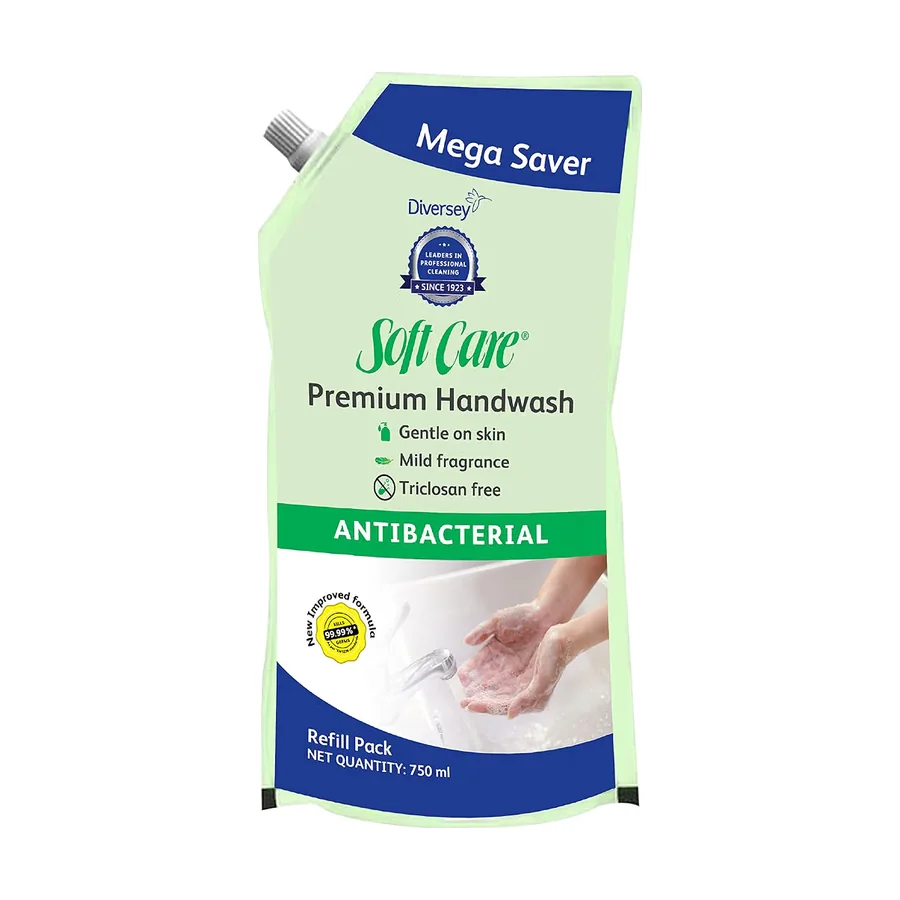 Mega Saver
Diversey
LEADERS IN
PROFESSIONAL
CLEANING
SINCE 1923
Soft Care®
Premium Handwash
Gentle on skin
Mild fragrance
Triclosan free
ANTIBACTERIAL
New Improved formula
KILLS
99.99%*
GERMS
Refill Pack
NET QUANTITY: 750 ml